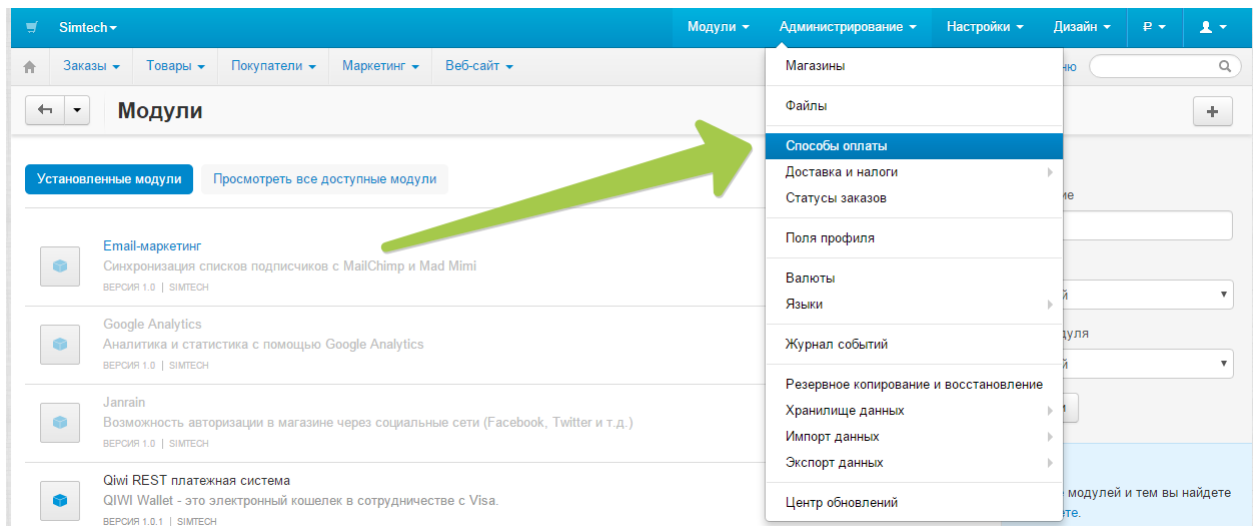 Simtech
Модули
Администрирование
Настройки
Дизайн
₽
Заказы
Товары
Покупатели
Маркетинг
Веб-сайт
Модули
Установленные модули
Просмотреть все доступные модули
Email-маркетинг
Синхронизация списков подписчиков с MailChimp и Mad Mimi
ВЕРСИЯ 1.0 | SIMTECH
Google Analytics
Аналитика и статистика с помощью Google Analytics
ВЕРСИЯ 1.0 | SIMTECH
Janrain
Возможность авторизации в магазине через социальные сети (Facebook, Twitter и т.д.)
ВЕРСИЯ 1.0 | SIMTECH
Qiwi REST платежная система
QIWI Wallet - это электронный кошелек в сотрудничестве с Visa.
ВЕРСИЯ 1.0.1 | SIMTECH
Магазины
Файлы
Способы оплаты
Доставка и налоги
Статусы заказов
Поля профиля
Валюты
Языки
Журнал событий
Резервное копирование и восстановление
Хранилище данных
Импорт данных
Экспорт данных
Центр обновлений
модулей и тем вы найдете